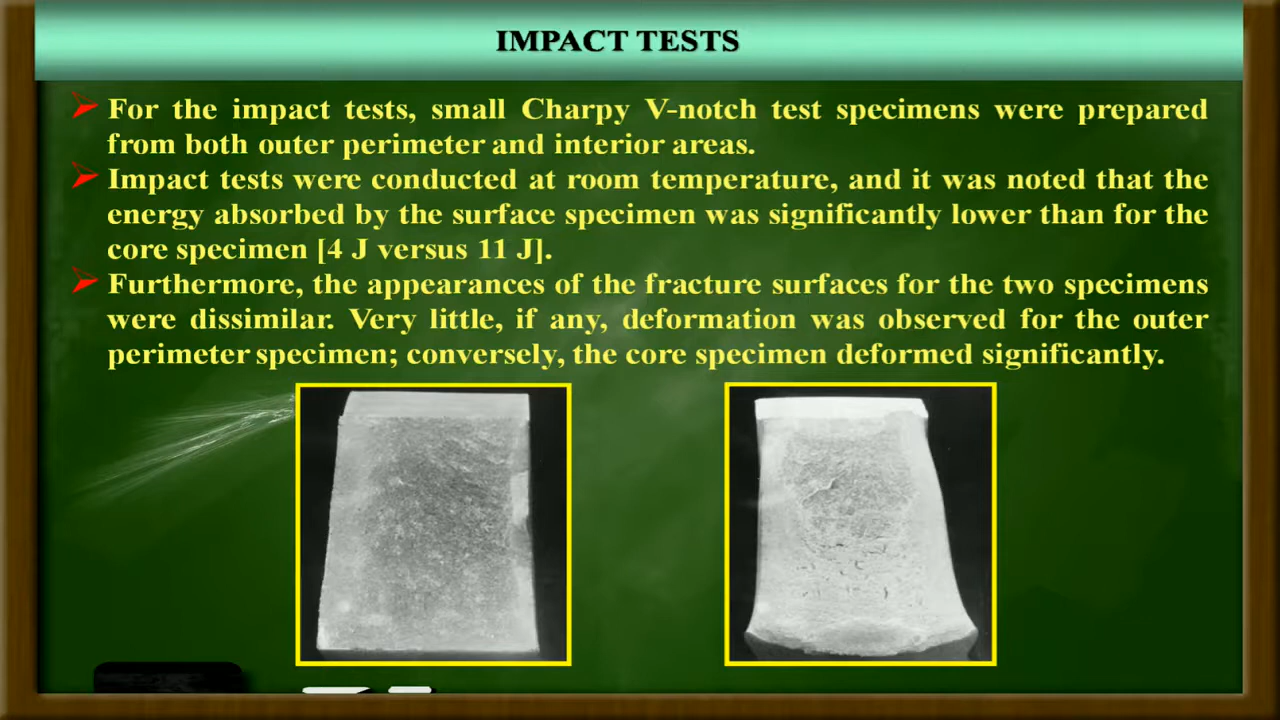 IMPACT TESTS
For the impact tests, small Charpy V-notch test specimens were prepared
from both outer perimeter and interior areas.
Impact tests were conducted at room temperature, and it was noted that the
energy absorbed by the surface specimen was significantly lower than for the
core specimen [4 J versus 11 J].
Furthermore, the appearances of the fracture surfaces for the two specimens
were dissimilar. Very little, if any, deformation was observed for the outer
perimeter specimen; conversely, the core specimen deformed significantly.